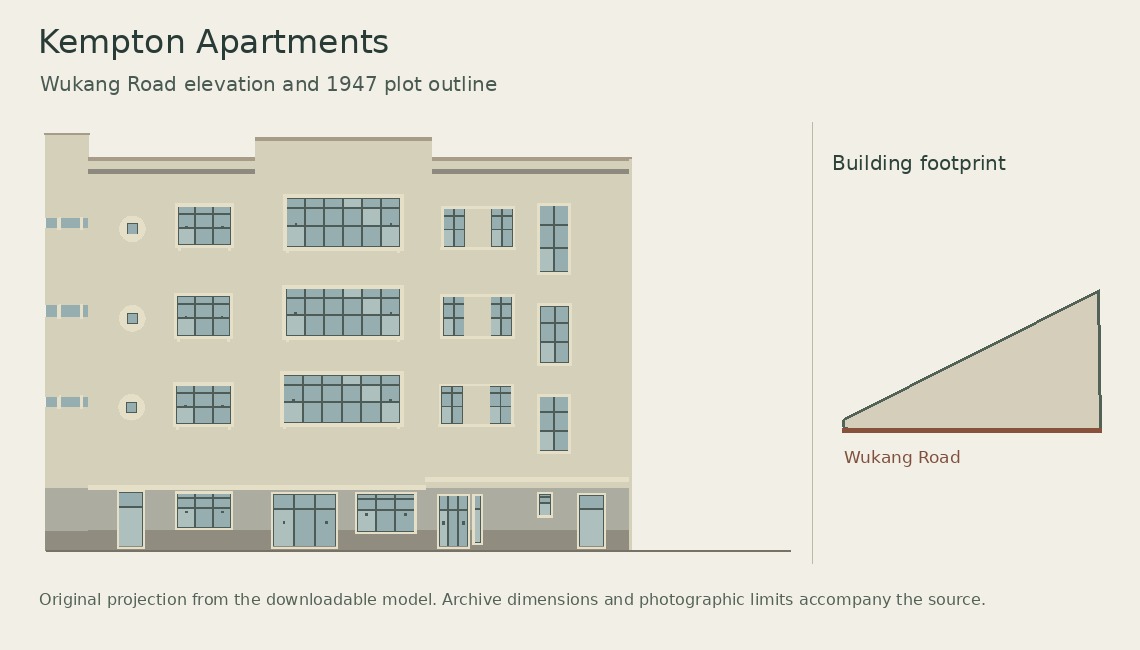 Kempton Apartments
Wukang Road elevation and 1947 plot outline
Building footprint
Wukang Road
Original projection from the downloadable model. Archive dimensions and photographic limits accompany the source.